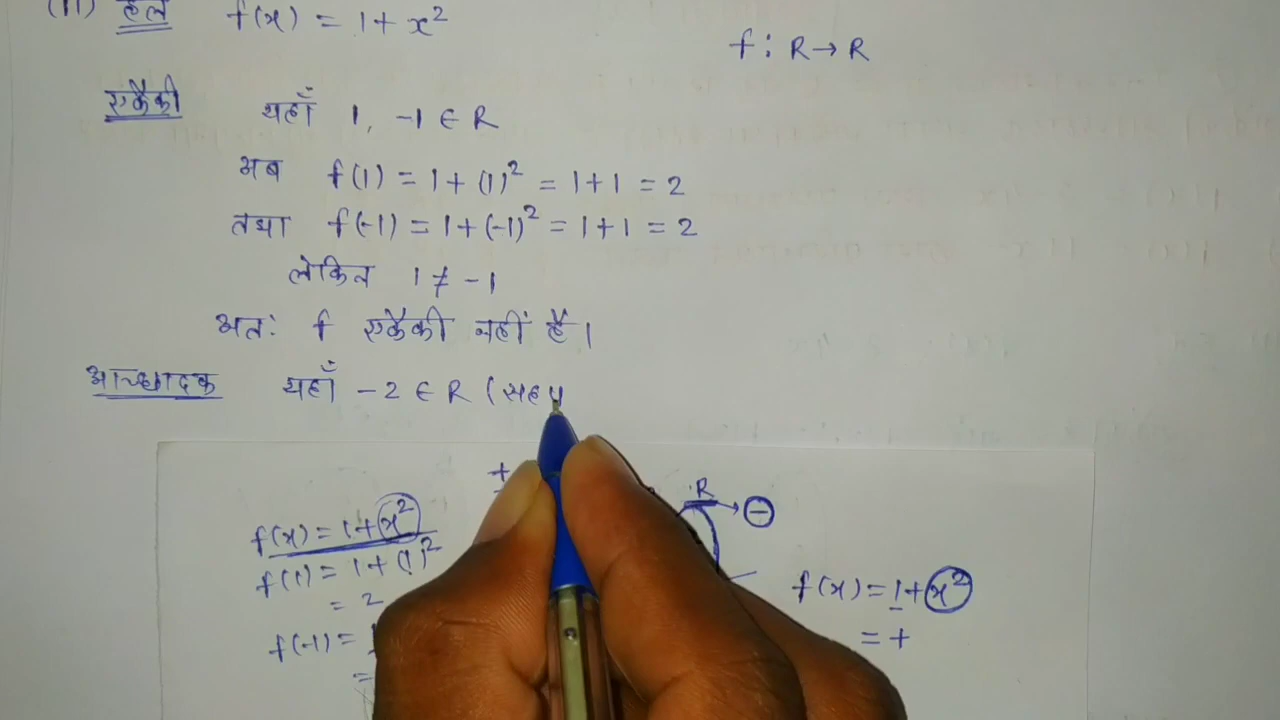 (ii) हल f(x) = 1 + x²
f : R → R
एकैकी यहाँ 1, -1 ∈ R
अब f(1) = 1 + (1)² = 1 + 1 = 2
तथा f(-1) = 1 + (-1)² = 1 + 1 = 2
लेकिन 1 ≠ -1
अतः f एकैकी नहीं है।
आच्छादक यहाँ -2 ∈ R (सह
+
R → -
f(x) = 1 + x²
f(1) = 1 + (1)²
= 2
f(-1) =
=
f(x) = 1 + x²
= +